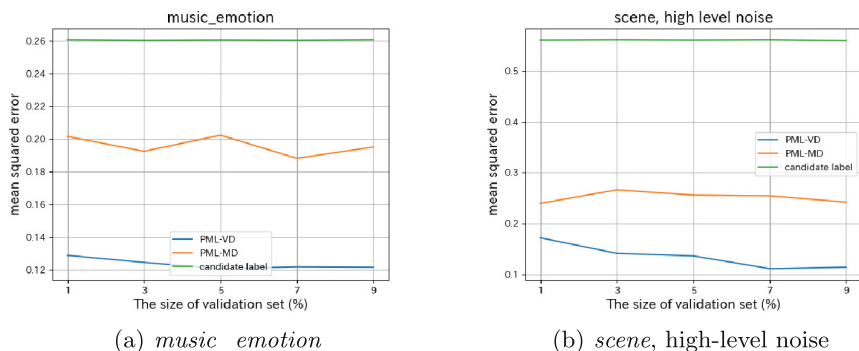 music_emotion
0.26
0.24
0.22
0.20
0.18
0.16
0.14
0.12
mean squared error
PML-VD
PML-MD
candidate label
1 3 5 7 9
The size of validation set (%)
(a) music emotion
scene, high level noise
0.5
0.4
0.3
0.2
0.1
mean squared error
PML-VD
PML-MD
candidate label
1 3 5 7 9
The size of validation set (%)
(b) scene, high-level noise